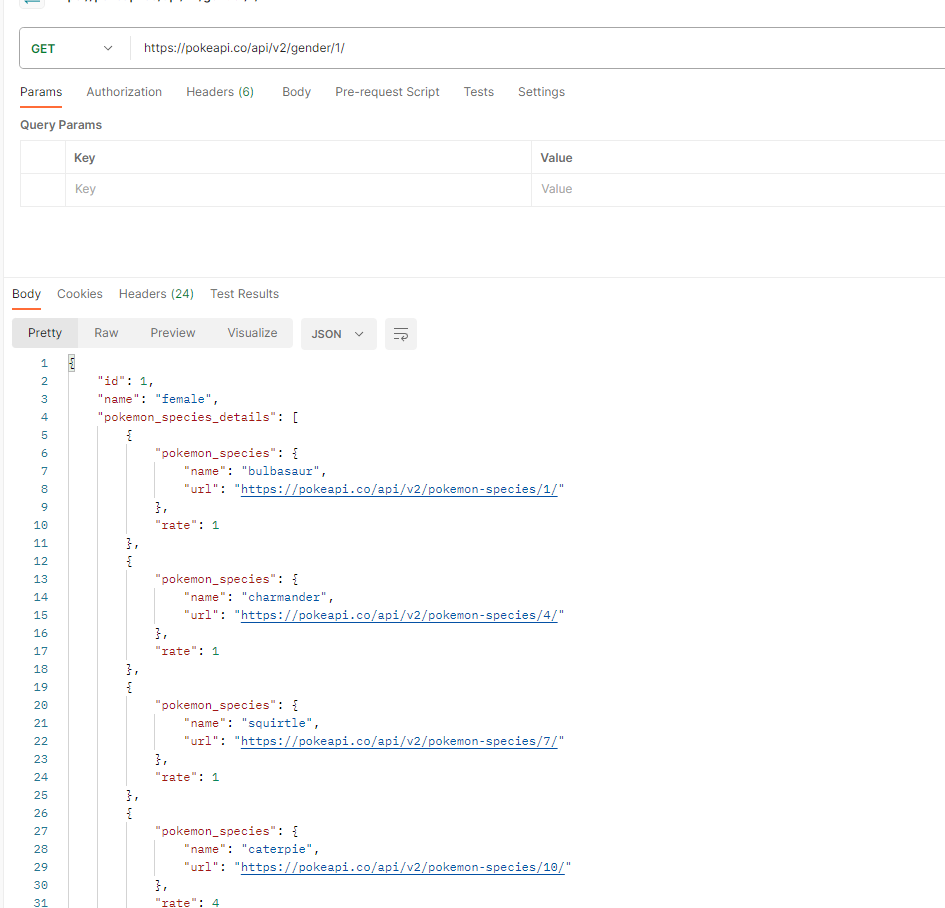 GET
https://pokeapi.co/api/v2/gender/1/
Params Authorization Headers (6) Body Pre-request Script Tests Settings
Query Params
Key Value
Key Value
Body Cookies Headers (24) Test Results
Pretty Raw Preview Visualize JSON
1 {
2 "id": 1,
3 "name": "female",
4 "pokemon_species_details": [
5 {
6 "pokemon_species": {
7 "name": "bulbasaur",
8 "url": "https://pokeapi.co/api/v2/pokemon-species/1/"
9 },
10 "rate": 1
11 },
12 {
13 "pokemon_species": {
14 "name": "charmander",
15 "url": "https://pokeapi.co/api/v2/pokemon-species/4/"
16 },
17 "rate": 1
18 },
19 {
20 "pokemon_species": {
21 "name": "squirtle",
22 "url": "https://pokeapi.co/api/v2/pokemon-species/7/"
23 },
24 "rate": 1
25 },
26 {
27 "pokemon_species": {
28 "name": "caterpie",
29 "url": "https://pokeapi.co/api/v2/pokemon-species/10/"
30 },
31 "rate": 4